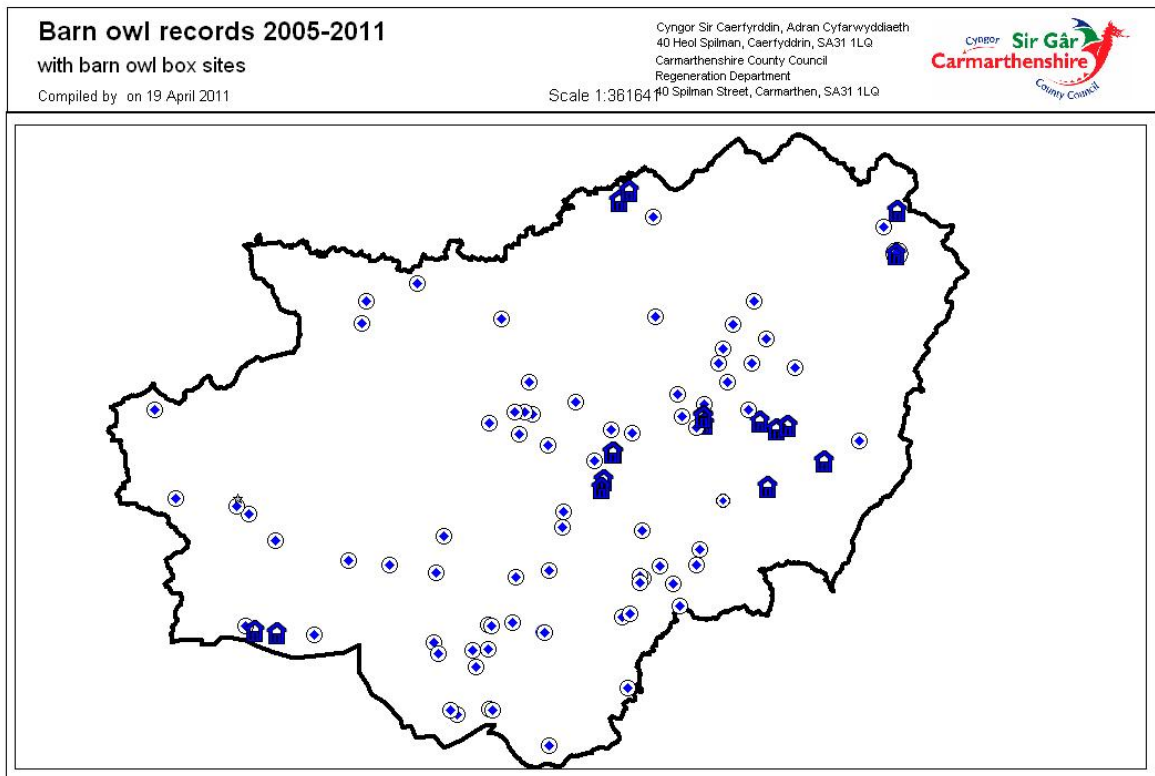 Barn owl records 2005-2011
with barn owl box sites
Compiled by on 19 April 2011
Scale 1:361641
Cyngor Sir Caerfyrddin, Adran Cyfarwyddiaeth
40 Heol Spilman, Caerfyddrin, SA31 1LQ
Carmarthenshire County Council
Regeneration Department
40 Spilman Street, Carmarthen, SA31 1LQ
Cyngor Sir Gâr
Carmarthenshire
County Council